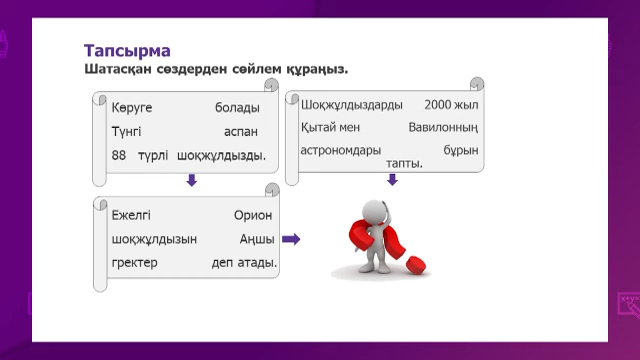 Тапсырма
Шатасқан сөздерден сөйлем құраңыз.
Көруге болады
Түнгі аспан
88 түрлі шоқжұлдызды.
Шоқжұлдыздарды 2000 жыл
Қытай мен Вавилонның
астрономдары бұрын
тапты.
Ежелгі Орион
шоқжұлдызын Аңшы
гректер деп атады.